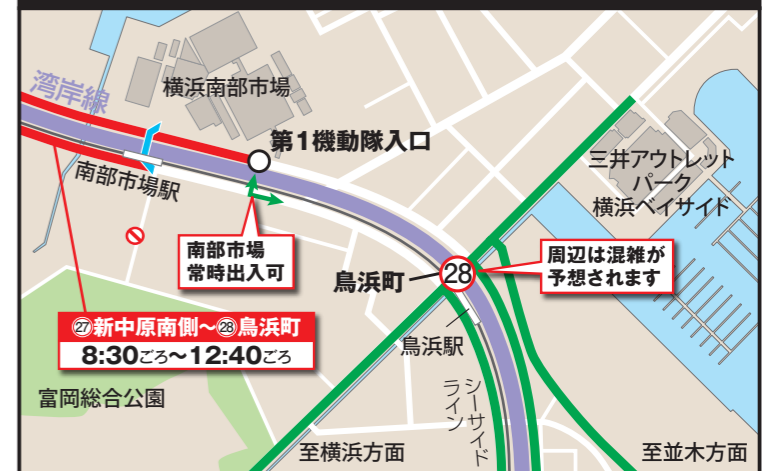 湾岸線
横浜南部市場
第1機動隊入口
南部市場駅
三井アウトレット
パーク
横浜ベイサイド
南部市場
常時出入可
鳥浜町
28
周辺は混雑が
予想されます
㉗新中原南側～㉘鳥浜町
8:30ごろ～12:40ごろ
鳥浜駅
富岡総合公園
シーサイド
ライン
至横浜方面
至並木方面